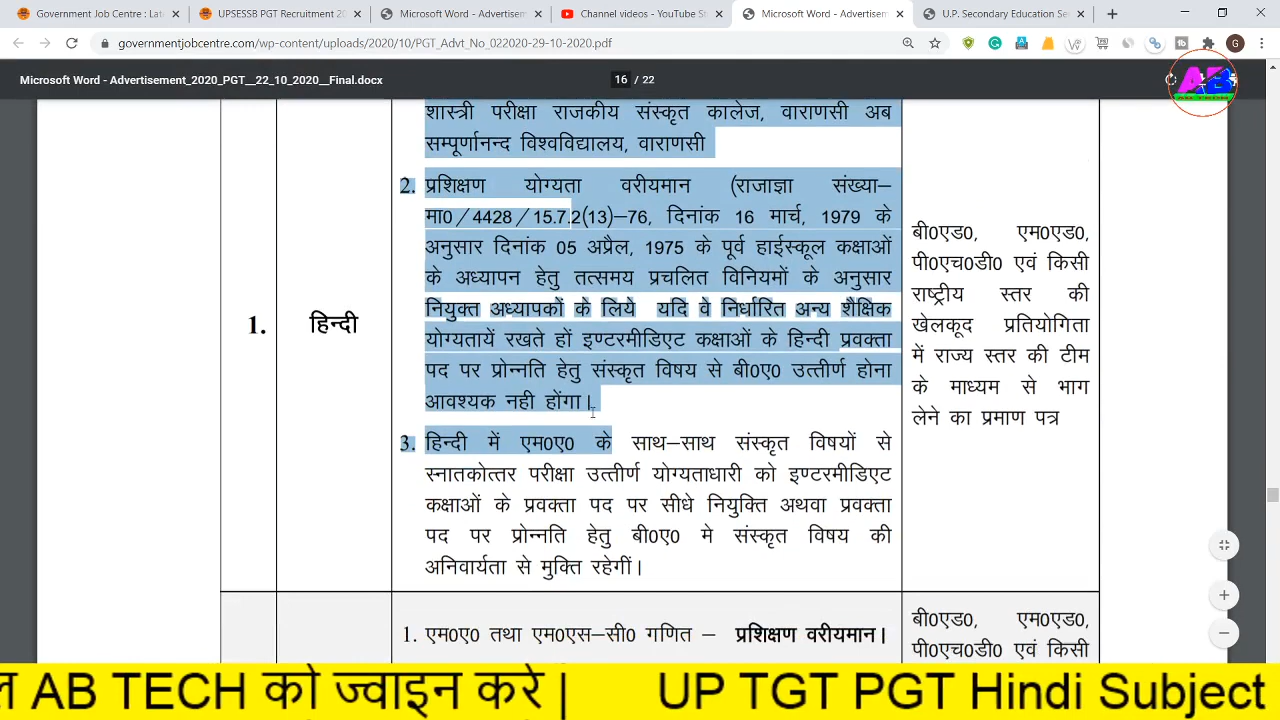 Government Job Centre : Lat
UPSESSB PGT Recruitment 20
Microsoft Word - Advertisem
Channel videos - YouTube St
Microsoft Word - Advertisem
U.P. Secondary Education Se
governmentjobcentre.com/wp-content/uploads/2020/10/PGT_Advt_No_022020-29-10-2020.pdf
Microsoft Word - Advertisement_2020_PGT__22_10_2020__Final.docx
16 / 22
AB
शास्त्री परीक्षा राजकीय संस्कृत कालेज, वाराणसी अब
सम्पूर्णानन्द विश्वविद्यालय, वाराणसी
2. प्रशिक्षण योग्यता वरीयमान (राजाज्ञा संख्या–
मा0/4428/15.7.2(13)–76, दिनांक 16 मार्च, 1979 के
अनुसार दिनांक 05 अप्रैल, 1975 के पूर्व हाईस्कूल कक्षाओं
के अध्यापन हेतु तत्समय प्रचलित विनियमों के अनुसार
नियुक्त अध्यापकों के लिये यदि वे निर्धारित अन्य शैक्षिक
योग्यतायें रखते हों इण्टरमीडिएट कक्षाओं के हिन्दी प्रवक्ता
पद पर प्रोन्नति हेतु संस्कृत विषय से बी0ए0 उत्तीर्ण होना
आवश्यक नही होंगा।
3. हिन्दी में एम0ए0 के साथ–साथ संस्कृत विषयों से
स्नातकोत्तर परीक्षा उत्तीर्ण योग्यताधारी को इण्टरमीडिएट
कक्षाओं के प्रवक्ता पद पर सीधे नियुक्ति अथवा प्रवक्ता
पद पर प्रोन्नति हेतु बी0ए0 मे संस्कृत विषय की
अनिवार्यता से मुक्ति रहेगीं।
1.
हिन्दी
बी0एड0, एम0एड0,
पी0एच0डी0 एवं किसी
राष्ट्रीय स्तर की
खेलकूद प्रतियोगिता
में राज्य स्तर की टीम
के माध्यम से भाग
लेने का प्रमाण पत्र
1. एम0ए0 तथा एम0एस–सी0 गणित – प्रशिक्षण वरीयमान।
बी0एड0, एम0एड0,
पी0एच0डी0 एवं किसी
AB TECH को ज्वाइन करे | UP TGT PGT Hindi Subject